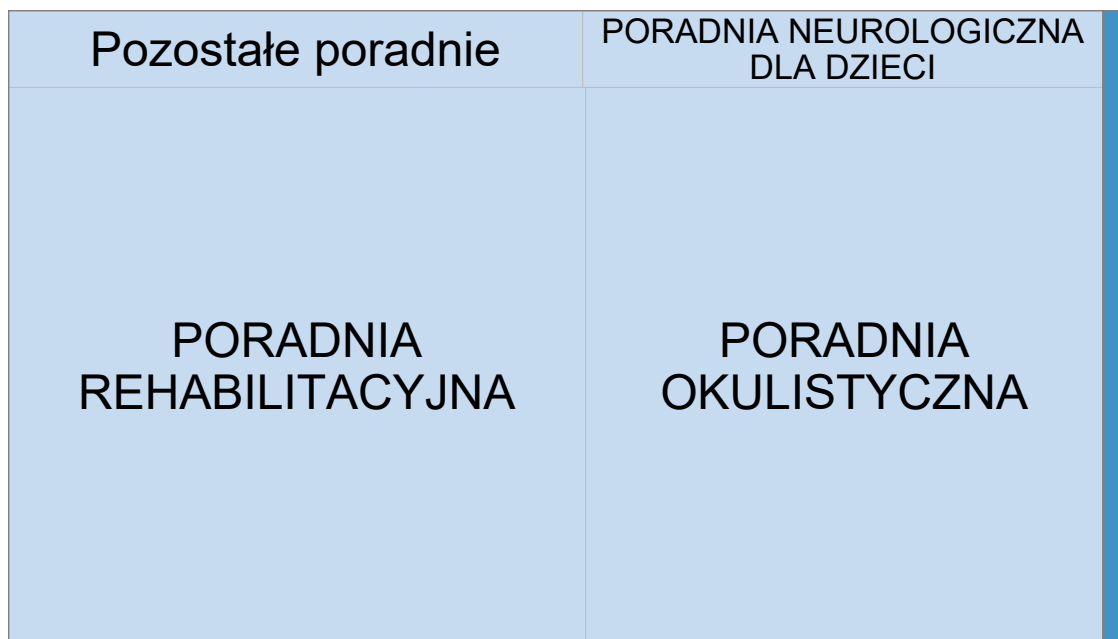 Pozostałe poradnie
PORADNIA NEUROLOGICZNA
DLA DZIECI
PORADNIA
REHABILITACYJNA
PORADNIA
OKULISTYCZNA